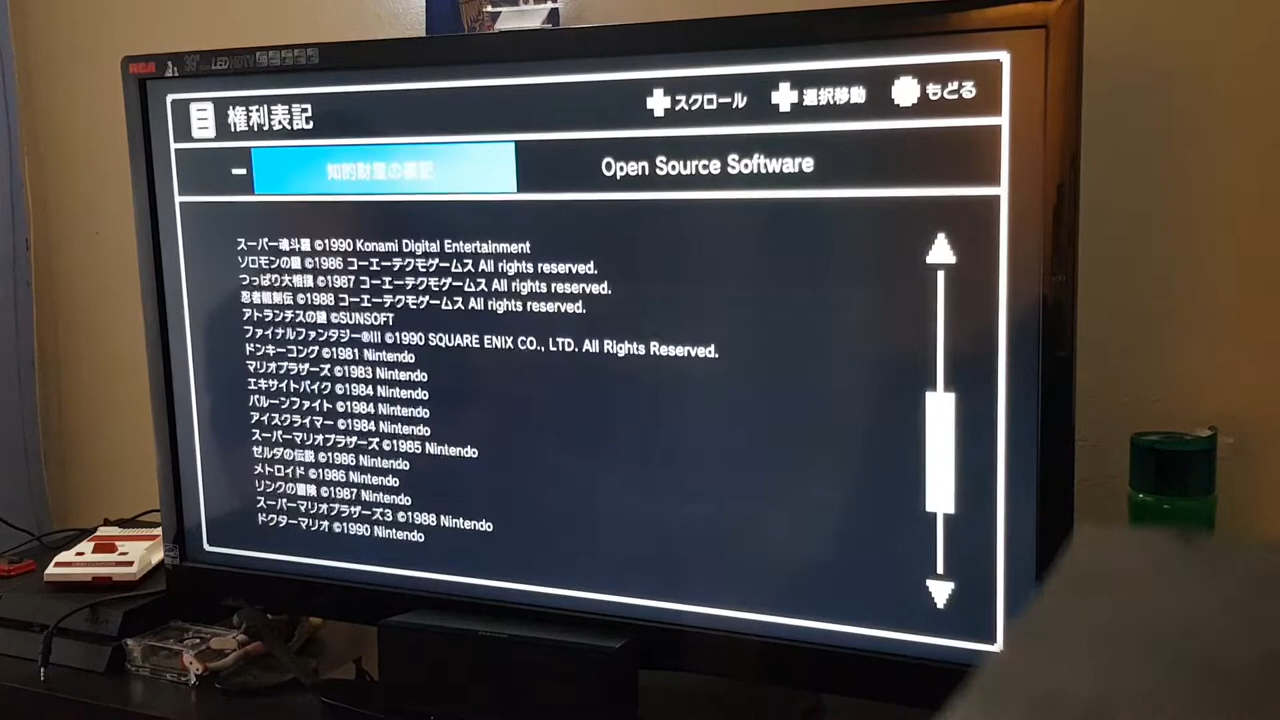 RCA 39" LED HDTV
権利表記 スクロール 選択移動 もどる
知的財産の表記 Open Source Software
スーパー魂斗羅 ©1990 Konami Digital Entertainment
ソロモンの鍵 ©1986 コーエーテクモゲームス All rights reserved.
つっぱり大相撲 ©1987 コーエーテクモゲームス All rights reserved.
忍者龍剣伝 ©1988 コーエーテクモゲームス All rights reserved.
アトランチスの謎 ©SUNSOFT
ファイナルファンタジー®III ©1990 SQUARE ENIX CO., LTD. All Rights Reserved.
ドンキーコング ©1981 Nintendo
マリオブラザーズ ©1983 Nintendo
エキサイトバイク ©1984 Nintendo
バルーンファイト ©1984 Nintendo
アイスクライマー ©1984 Nintendo
スーパーマリオブラザーズ ©1985 Nintendo
ゼルダの伝説 ©1986 Nintendo
メトロイド ©1986 Nintendo
リンクの冒険 ©1987 Nintendo
スーパーマリオブラザーズ3 ©1988 Nintendo
ドクターマリオ ©1990 Nintendo